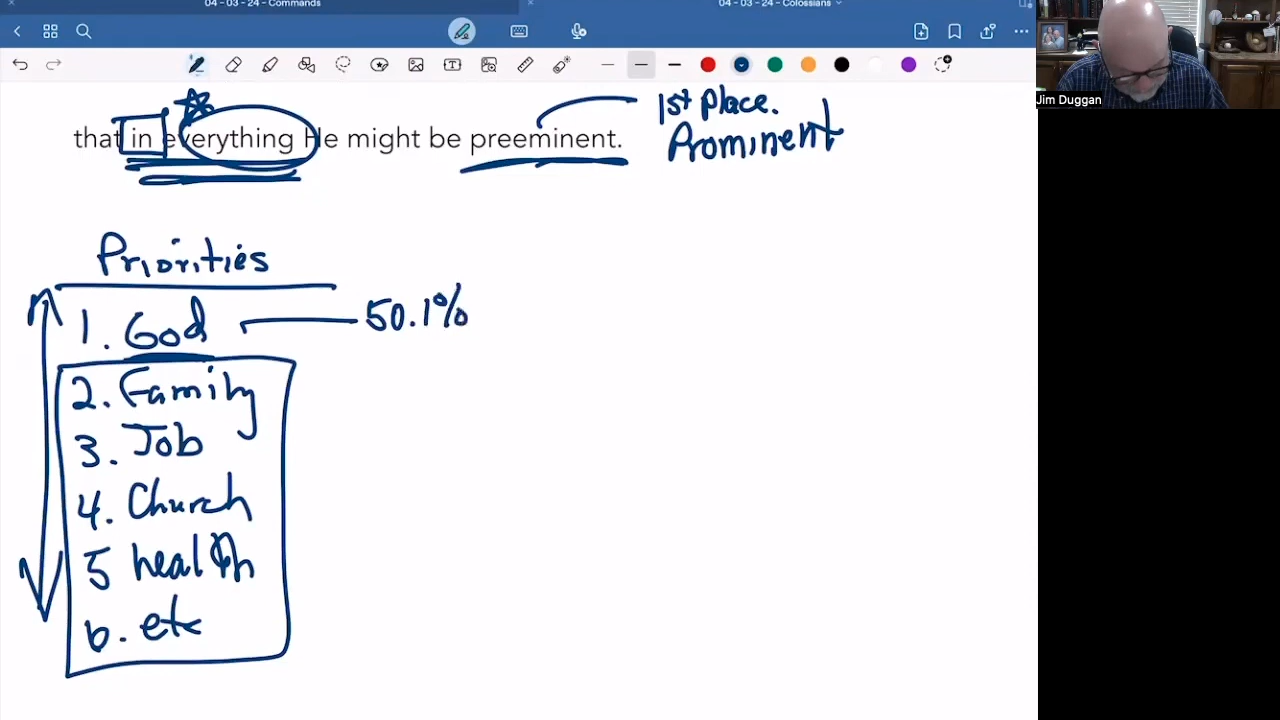 04 - 03 - 24 - Commands
04 - 03 - 24 - Colossians
that in everything He might be preeminent.
1st Place.
Prominent
Priorities
1. God
50.1%
2. Family
3. Job
4. Church
5 health
6. etc
Jim Duggan